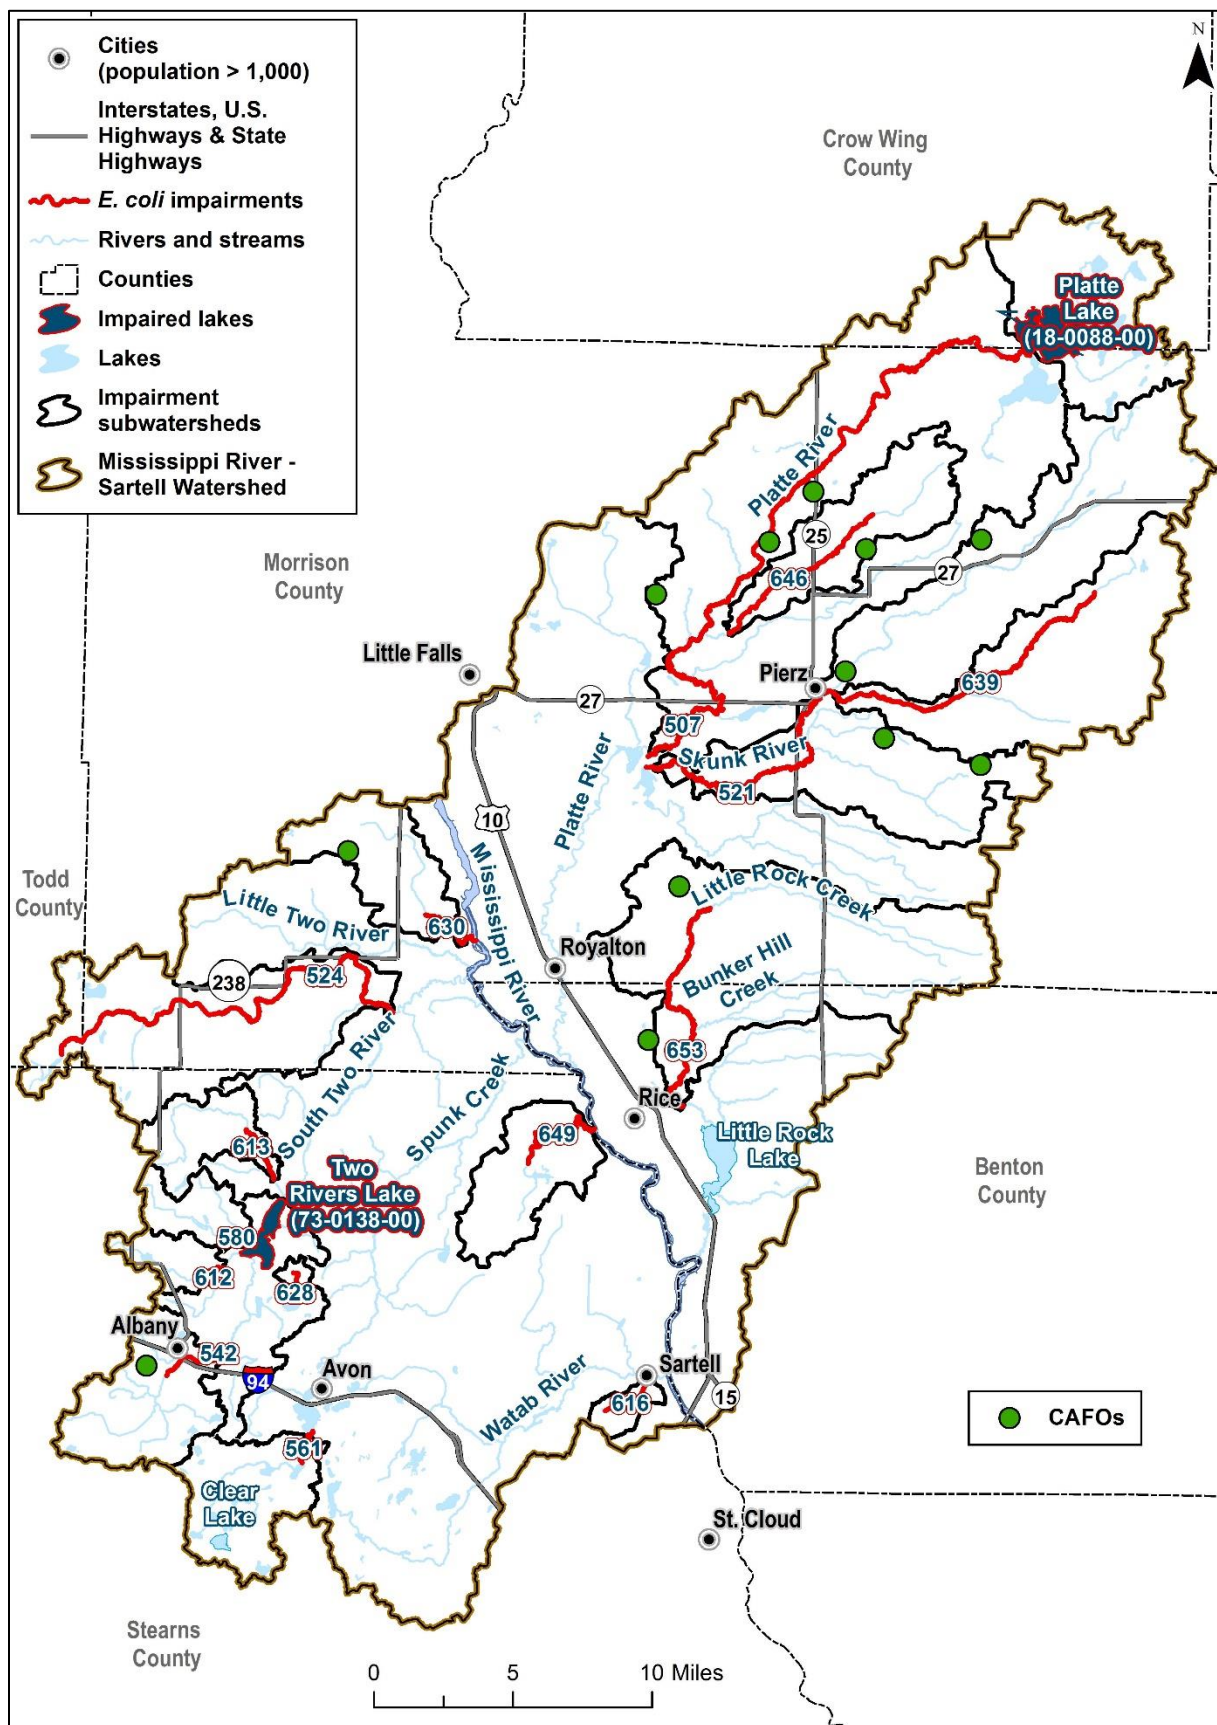 Cities
(population > 1,000)
Interstates, U.S.
Highways & State
Highways
E. coli impairments
Rivers and streams
Counties
Impaired lakes
Lakes
Impairment
subwatersheds
Mississippi River -
Sartell Watershed
N
Crow Wing
County
Platte
Lake
(18-0088-00)
Platte River
25
646
27
Morrison
County
Little Falls
Pierz
639
27
507
Skunk River
521
Platte River
10
Mississippi River
Todd
County
Little Two River
630
Little Rock Creek
Royalton
Bunker Hill
Creek
238
524
South Two River
653
Spunk Creek
Rice
649
613
Little Rock
Lake
Two
Rivers Lake
(73-0138-00)
Benton
County
580
612
628
Albany
542
94
Avon
Watab River
Sartell
616
15
CAFOs
561
Clear
Lake
St. Cloud
Stearns
County
0 5 10 Miles